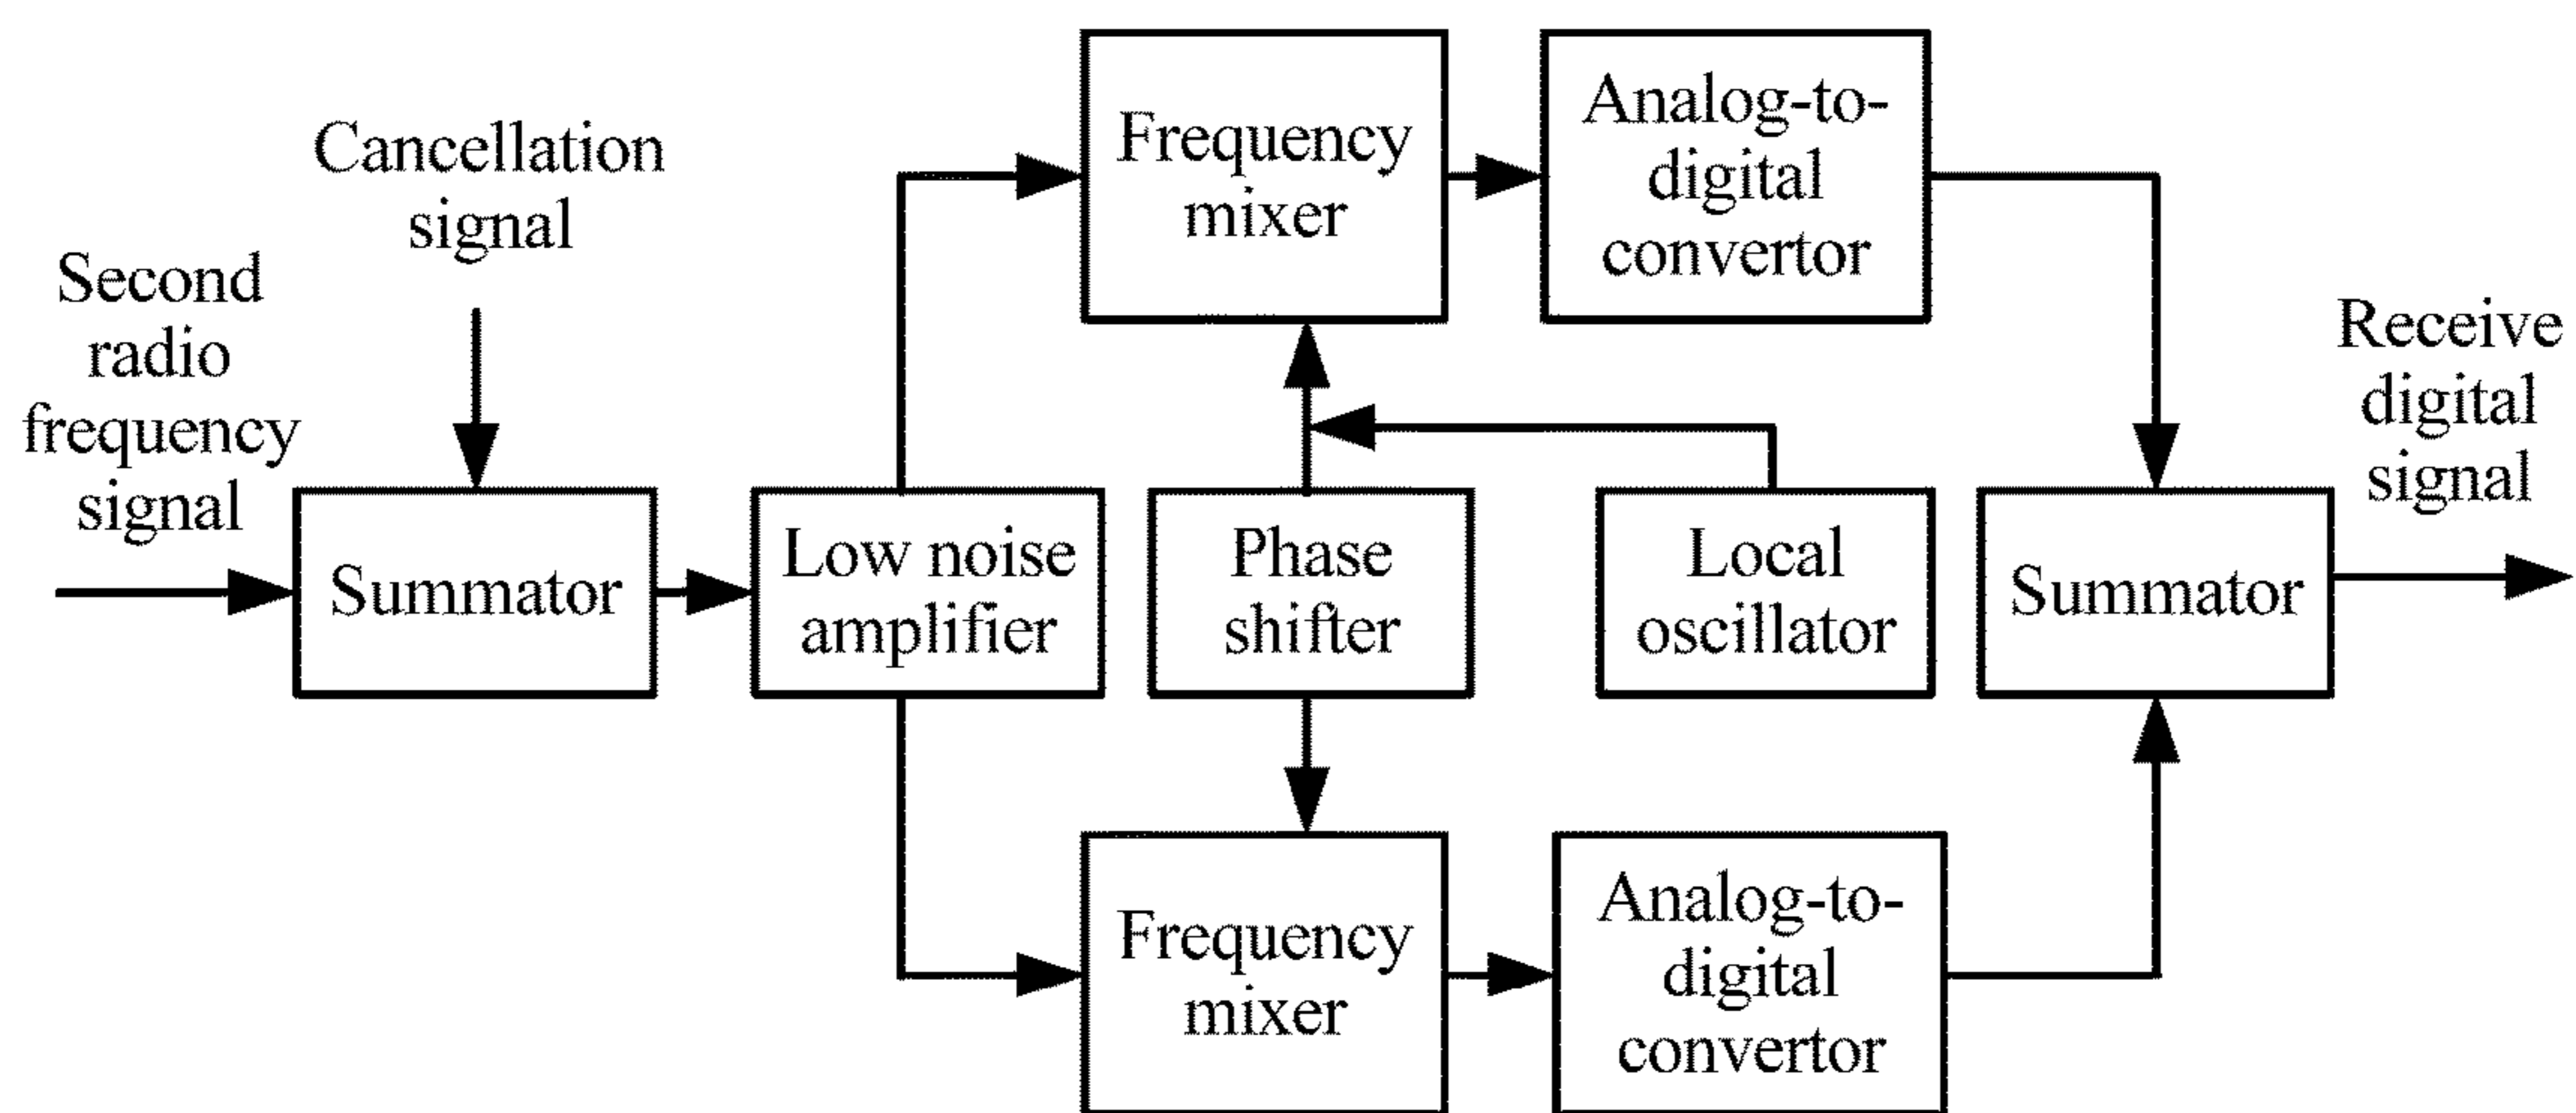 Cancellation
signal
Second
radio
frequency
signal
Summator
Low noise
amplifier
Frequency
mixer
Analog-to-
digital
convertor
Phase
shifter
Local
oscillator
Frequency
mixer
Analog-to-
digital
convertor
Summator
Receive
digital
signal